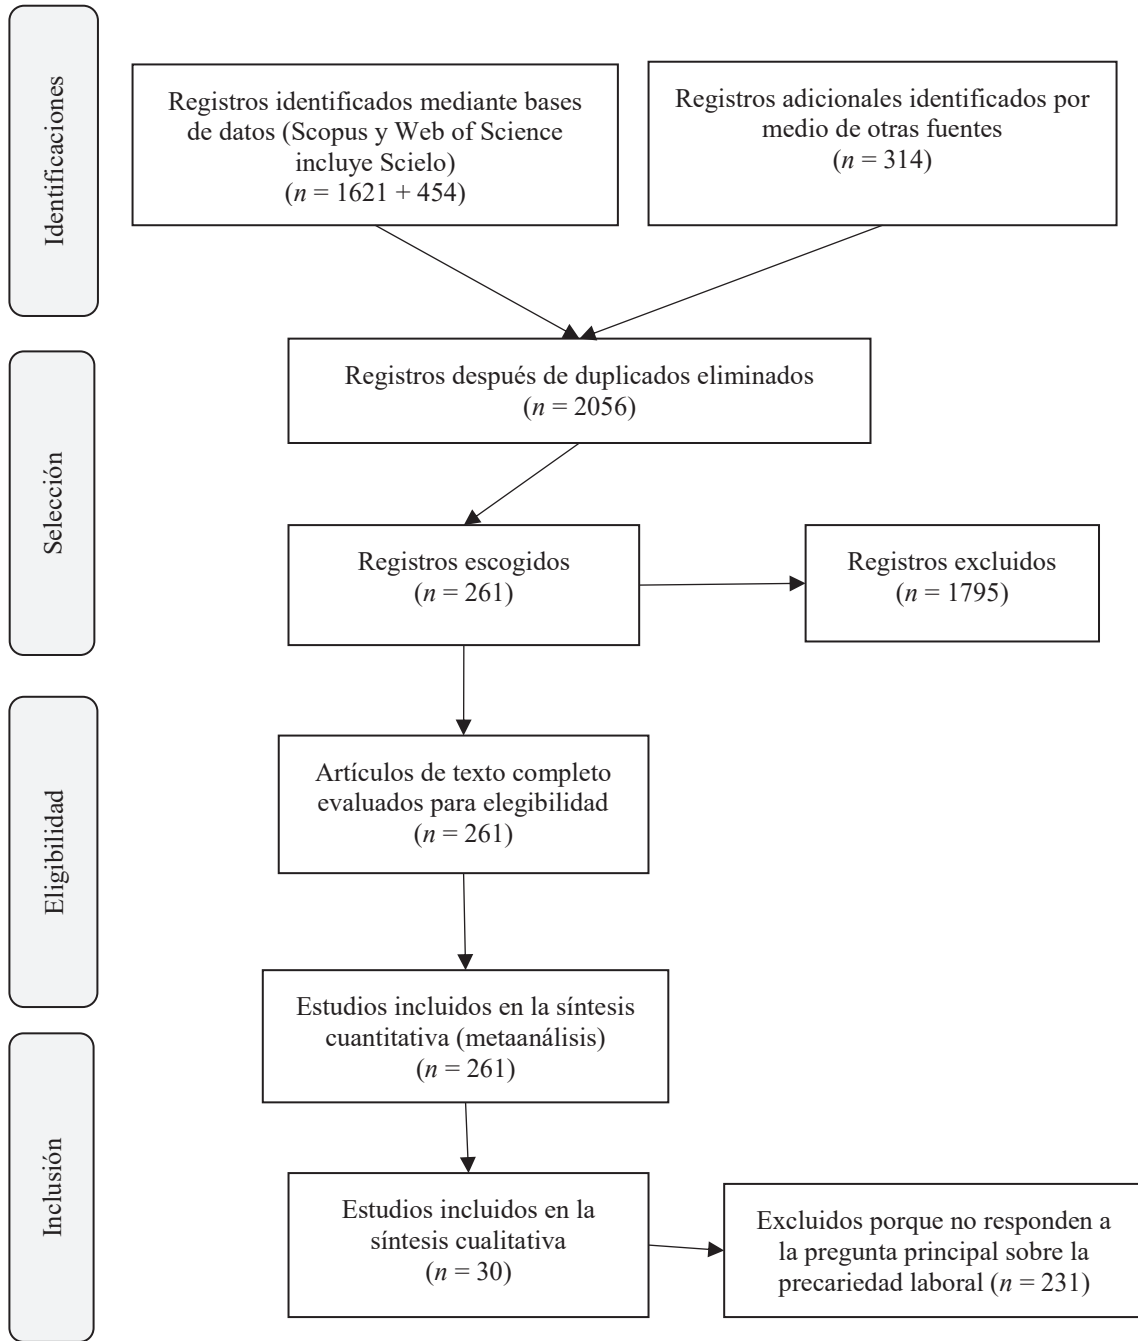 Identificaciones
Registros identificados mediante bases
de datos (Scopus y Web of Science
incluye Scielo)
(n = 1621 + 454)
Registros adicionales identificados por
medio de otras fuentes
(n = 314)
Selección
Registros después de duplicados eliminados
(n = 2056)
Registros escogidos
(n = 261)
Registros excluidos
(n = 1795)
Eligibilidad
Artículos de texto completo
evaluados para elegibilidad
(n = 261)
Estudios incluidos en la síntesis
cuantitativa (metaanálisis)
(n = 261)
Inclusión
Estudios incluidos en la
síntesis cualitativa
(n = 30)
Excluidos porque no responden a
la pregunta principal sobre la
precariedad laboral (n = 231)